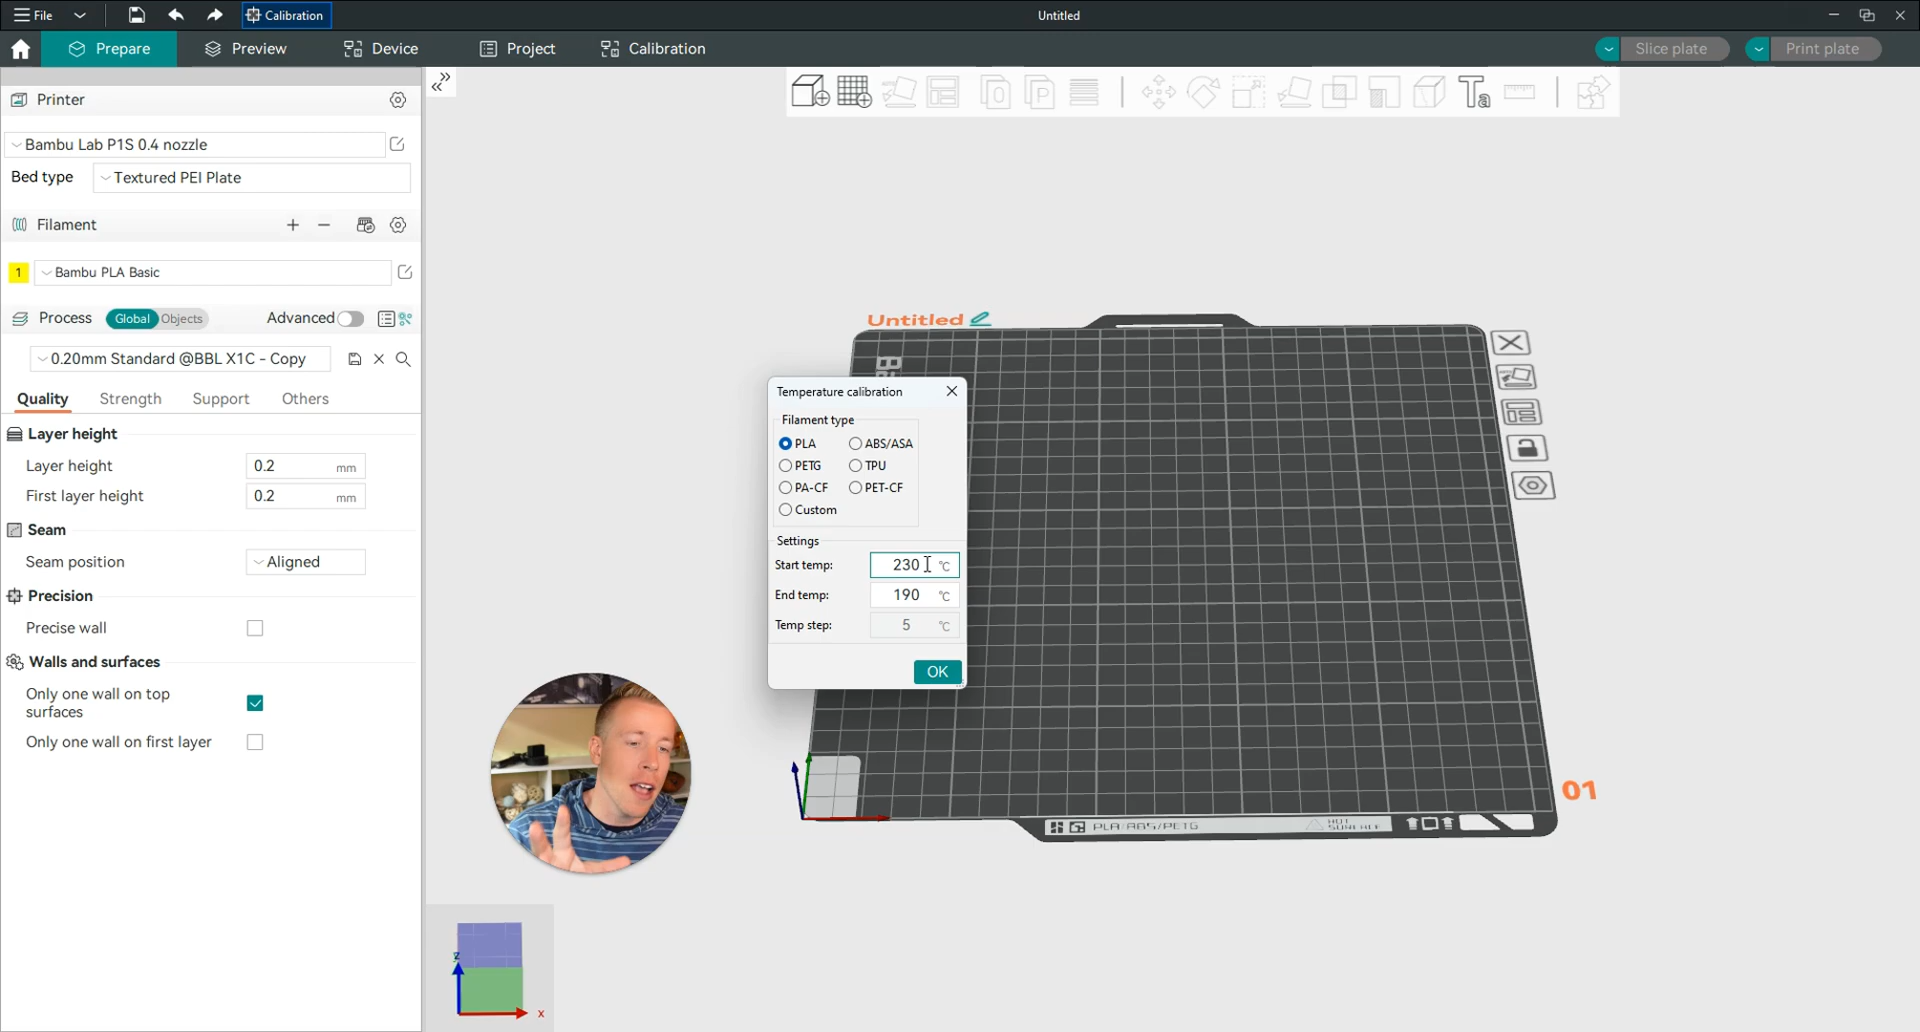 File
Calibration
Untitled
Prepare
Preview
Device
Project
Calibration
Slice plate
Print plate
Printer
Bambu Lab P1S 0.4 nozzle
Bed type
Textured PEI Plate
Filament
1
Bambu PLA Basic
Process
Global
Objects
Advanced
0.20mm Standard @BBL X1C - Copy
Quality
Strength
Support
Others
Layer height
Layer height
0.2
mm
First layer height
0.2
mm
Seam
Seam position
Aligned
Precision
Precise wall
Walls and surfaces
Only one wall on top
surfaces
Only one wall on first layer
Untitled
Temperature calibration
Filament type
PLA
ABS/ASA
PETG
TPU
PA-CF
PET-CF
Custom
Settings
Start temp:
230
°C
End temp:
190
°C
Temp step:
5
°C
OK
01
PLA/ABS/PETG
HOT
SURFACE
z
x